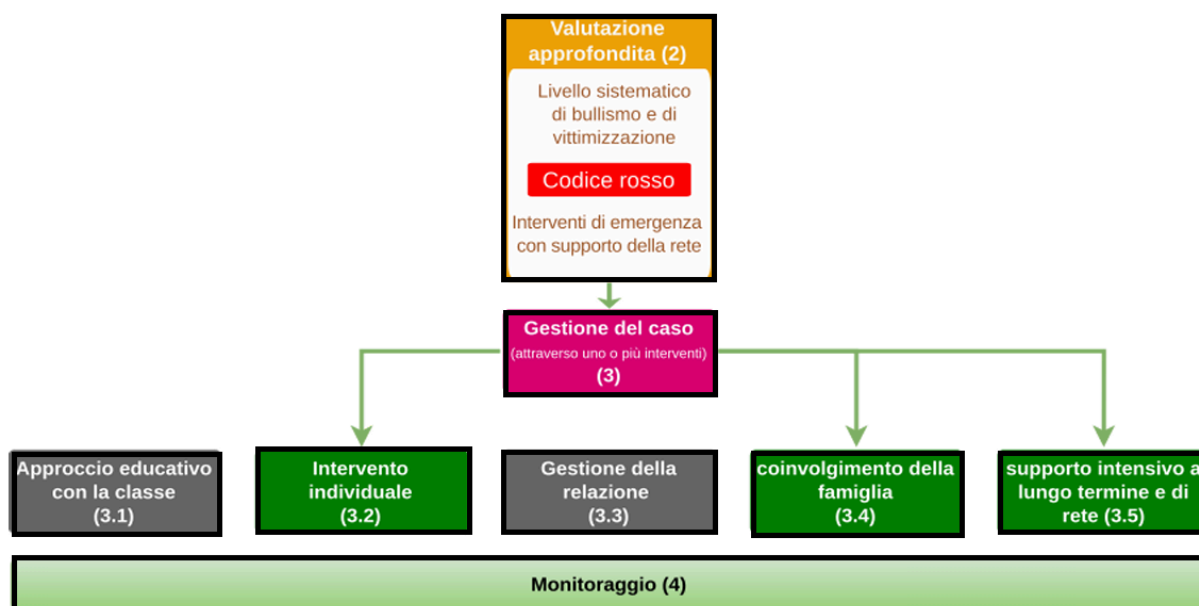 Valutazione
approfondita (2)
Livello sistematico
di bullismo e di
vittimizzazione
Codice rosso
Interventi di emergenza
con supporto della rete
Gestione del caso
(attraverso uno o più interventi)
(3)
Approccio educativo
con la classe
(3.1)
Intervento
individuale
(3.2)
Gestione della
relazione
(3.3)
coinvolgimento della
famiglia
(3.4)
supporto intensivo a
lungo termine e di
rete (3.5)
Monitoraggio (4)